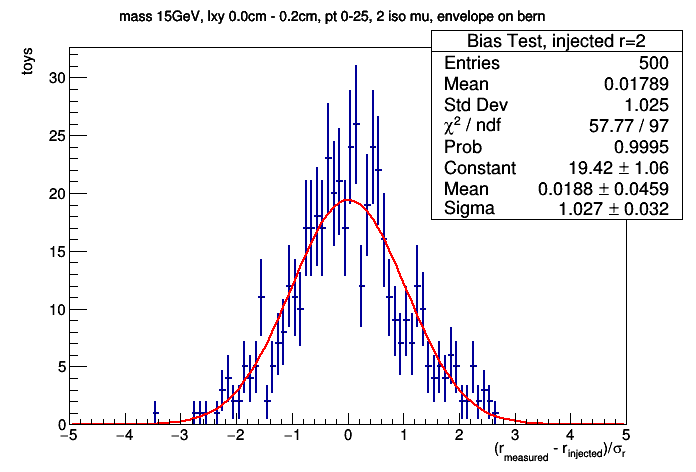 mass 15GeV, lxy 0.0cm - 0.2cm, pt 0-25, 2 iso mu, envelope on bern
Bias Test, injected r=2
Entries 500
Mean 0.01789
Std Dev 1.025
χ² / ndf 57.77 / 97
Prob 0.9995
Constant 19.42 ± 1.06
Mean 0.0188 ± 0.0459
Sigma 1.027 ± 0.032
toys
30
25
20
15
10
5
0
−5 −4 −3 −2 −1 0 1 2 3 4 5
(r_measured - r_injected)/σ_r